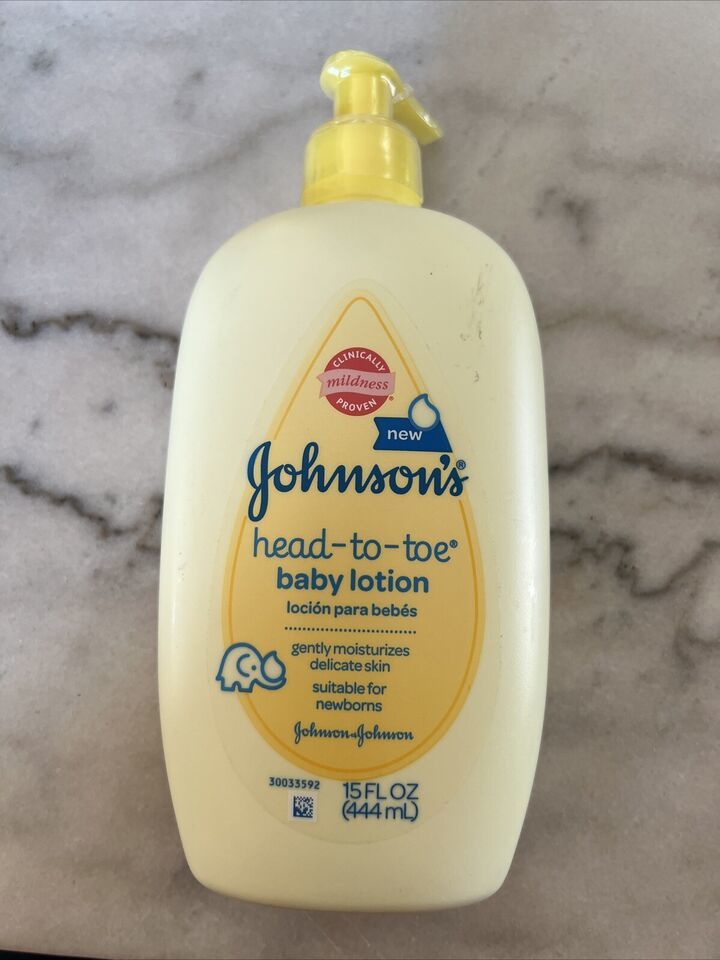 CLINICALLY
mildness®
PROVEN
new
Johnson's®
head-to-toe®
baby lotion
loción para bebés
gently moisturizes
delicate skin
suitable for
newborns
Johnson & Johnson
30033592
15 FL OZ
(444 mL)